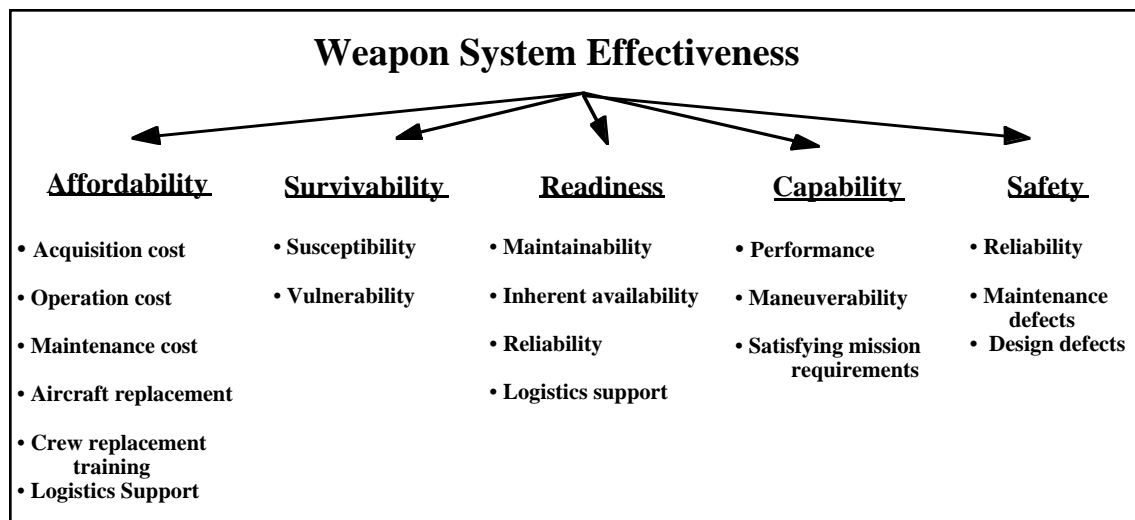 Weapon System Effectiveness
Affordability
• Acquisition cost
• Operation cost
• Maintenance cost
• Aircraft replacement
• Crew replacement
training
• Logistics Support
Survivability
• Susceptibility
• Vulnerability
Readiness
• Maintainability
• Inherent availability
• Reliability
• Logistics support
Capability
• Performance
• Maneuverability
• Satisfying mission
requirements
Safety
• Reliability
• Maintenance
defects
• Design defects